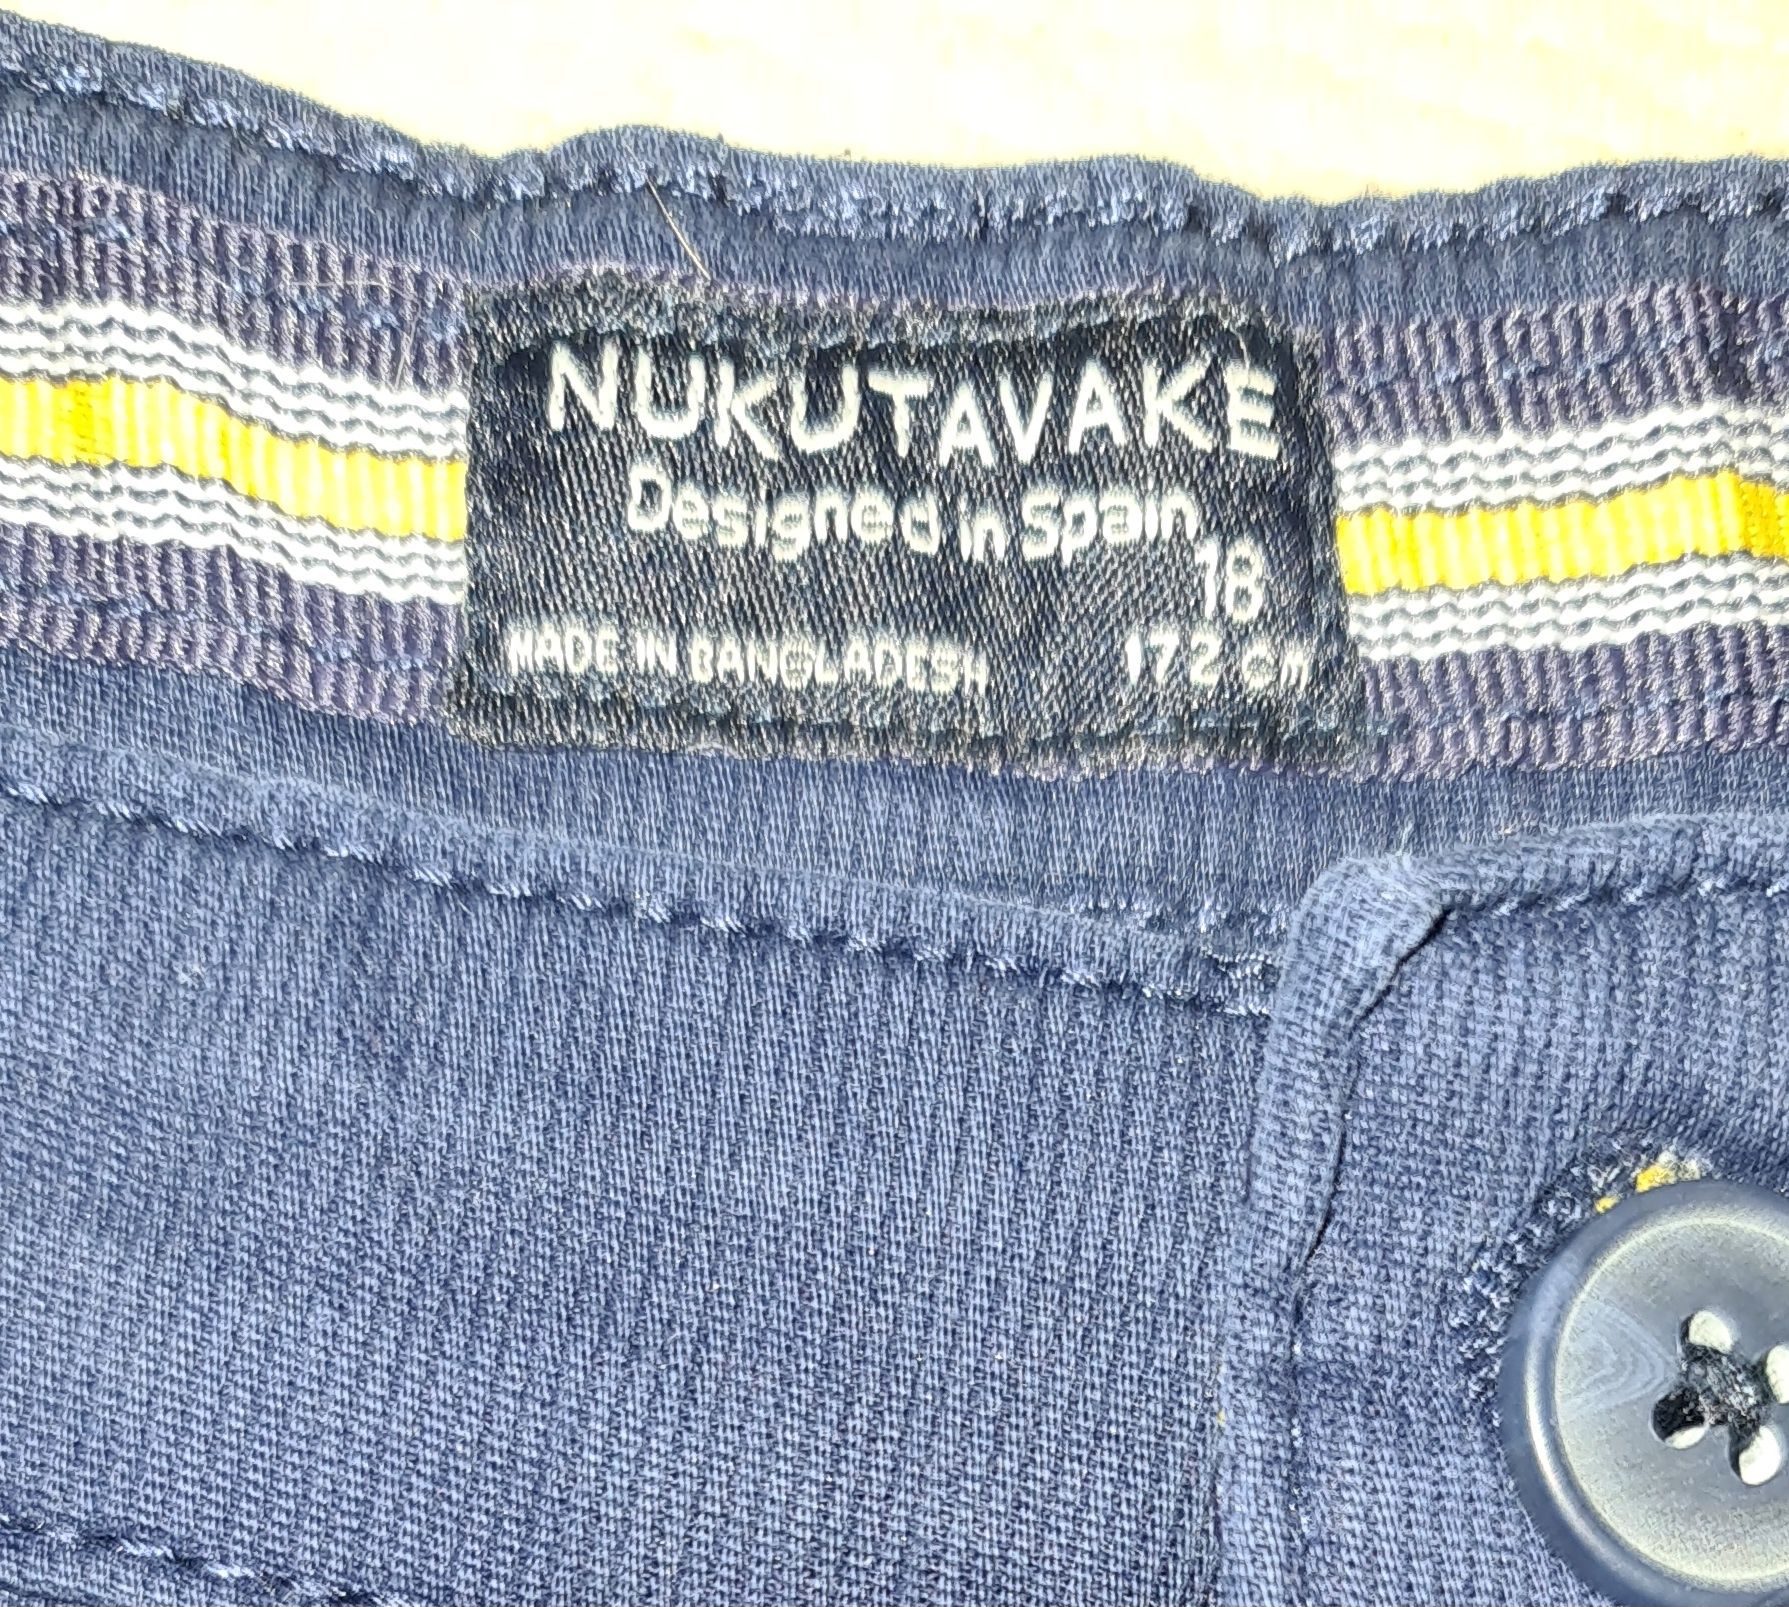 NUKUTAVAKE
Designed in Spain
18
MADE IN BANGLADESH 172 cm